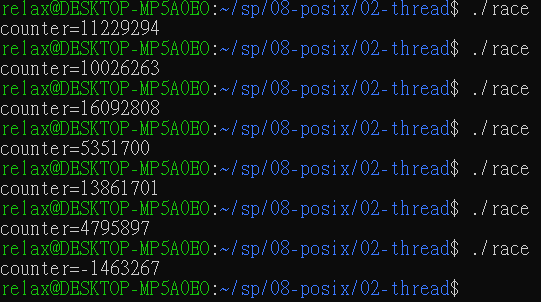 relax@DESKTOP-MP5A0E0:~/sp/08-posix/02-thread$ ./race
counter=11229294
relax@DESKTOP-MP5A0E0:~/sp/08-posix/02-thread$ ./race
counter=10026263
relax@DESKTOP-MP5A0E0:~/sp/08-posix/02-thread$ ./race
counter=16092808
relax@DESKTOP-MP5A0E0:~/sp/08-posix/02-thread$ ./race
counter=5351700
relax@DESKTOP-MP5A0E0:~/sp/08-posix/02-thread$ ./race
counter=13861701
relax@DESKTOP-MP5A0E0:~/sp/08-posix/02-thread$ ./race
counter=4795897
relax@DESKTOP-MP5A0E0:~/sp/08-posix/02-thread$ ./race
counter=-1463267
relax@DESKTOP-MP5A0E0:~/sp/08-posix/02-thread$